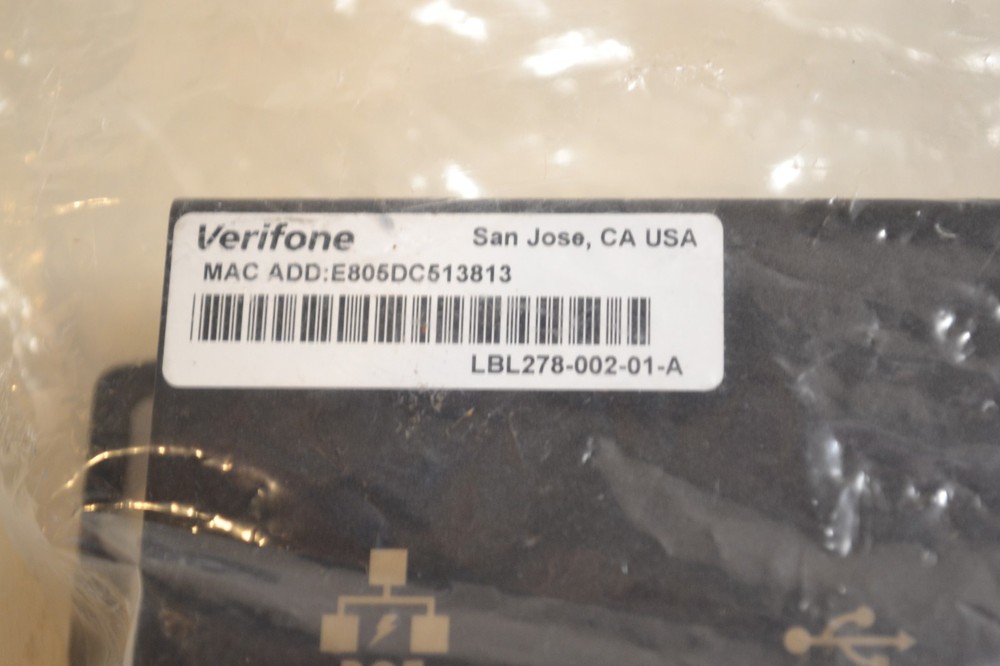 Verifone San Jose, CA USA
MAC ADD:E805DC513813
LBL278-002-01-A